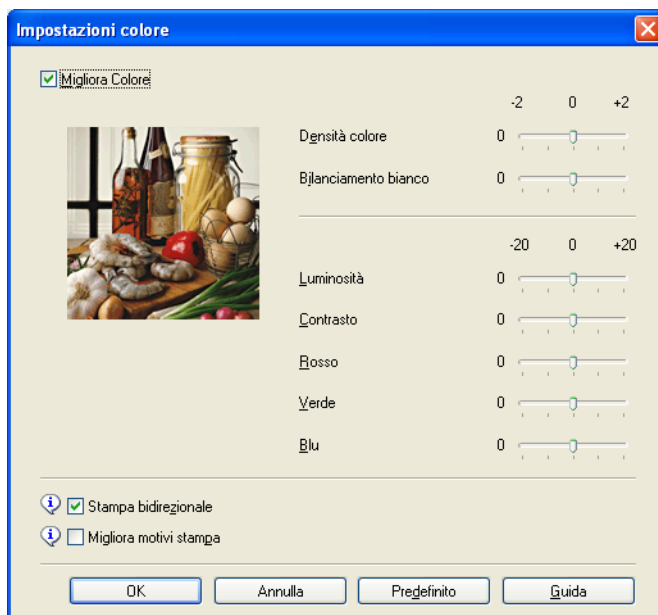 Impostazioni colore
Migliora Colore
-2 0 +2
Densità colore 0
Bilanciamento bianco 0
-20 0 +20
Luminosità 0
Contrasto 0
Rosso 0
Verde 0
Blu 0
Stampa bidirezionale
Migliora motivi stampa
OK Annulla Predefinito Guida